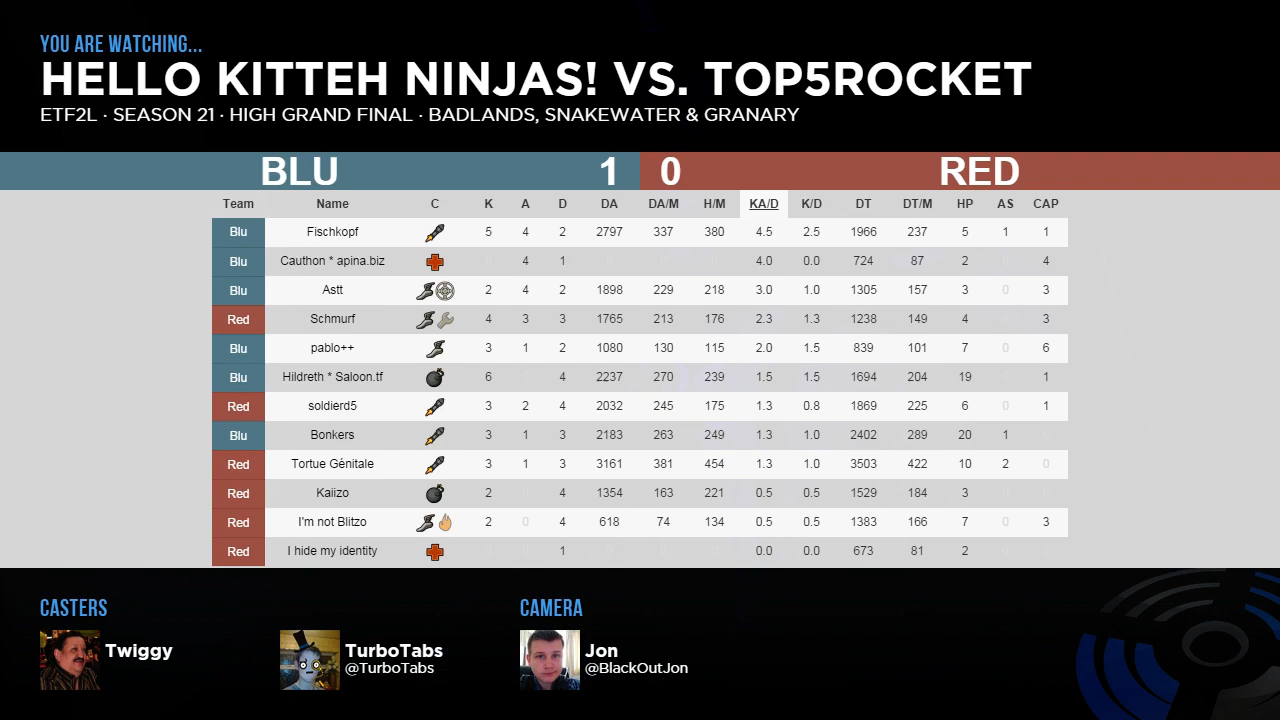 YOU ARE WATCHING...
HELLO KITTEH NINJAS! VS. TOP5ROCKET
ETF2L · SEASON 21 · HIGH GRAND FINAL · BADLANDS, SNAKEWATER & GRANARY
BLU 1 0 RED
Team Name C K A D DA DA/M H/M KA/D K/D DT DT/M HP AS CAP
Blu Fischkopf 5 4 2 2797 337 380 4.5 2.5 1966 237 5 1 1
Blu Cauthon * apina.biz 4 1 4.0 0.0 724 87 2 4
Blu Astt 2 4 2 1898 229 218 3.0 1.0 1305 157 3 0 3
Red Schmurf 4 3 3 1765 213 176 2.3 1.3 1238 149 4 3
Blu pablo++ 3 1 2 1080 130 115 2.0 1.5 839 101 7 0 6
Blu Hildreth * Saloon.tf 6 4 2237 270 239 1.5 1.5 1694 204 19 1
Red soldierd5 3 2 4 2032 245 175 1.3 0.8 1869 225 6 0 1
Blu Bonkers 3 1 3 2183 263 249 1.3 1.0 2402 289 20 1
Red Tortue Génitale 3 1 3 3161 381 454 1.3 1.0 3503 422 10 2 0
Red Kaiizo 2 4 1354 163 221 0.5 0.5 1529 184 3
Red I'm not Blitzo 2 0 4 618 74 134 0.5 0.5 1383 166 7 0 3
Red I hide my identity 1 0.0 0.0 673 81 2
CASTERS
Twiggy
TurboTabs
@TurboTabs
CAMERA
Jon
@BlackOutJon